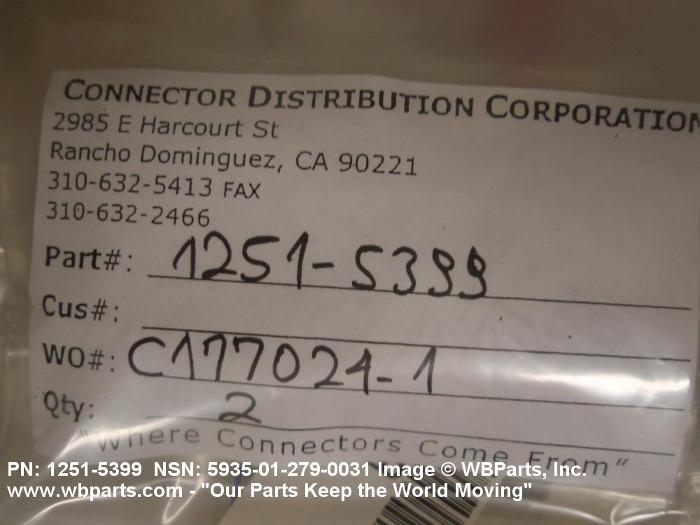 CONNECTOR DISTRIBUTION CORPORATION
2985 E Harcourt St
Rancho Dominguez, CA 90221
310-632-5413 FAX
310-632-2466
Part#: 1251-5399
Cus#:
WO#: C177024-1
Qty: 2
"Where Connectors Come From"
PN: 1251-5399 NSN: 5935-01-279-0031 Image © WBParts, Inc.
www.wbparts.com - "Our Parts Keep the World Moving"